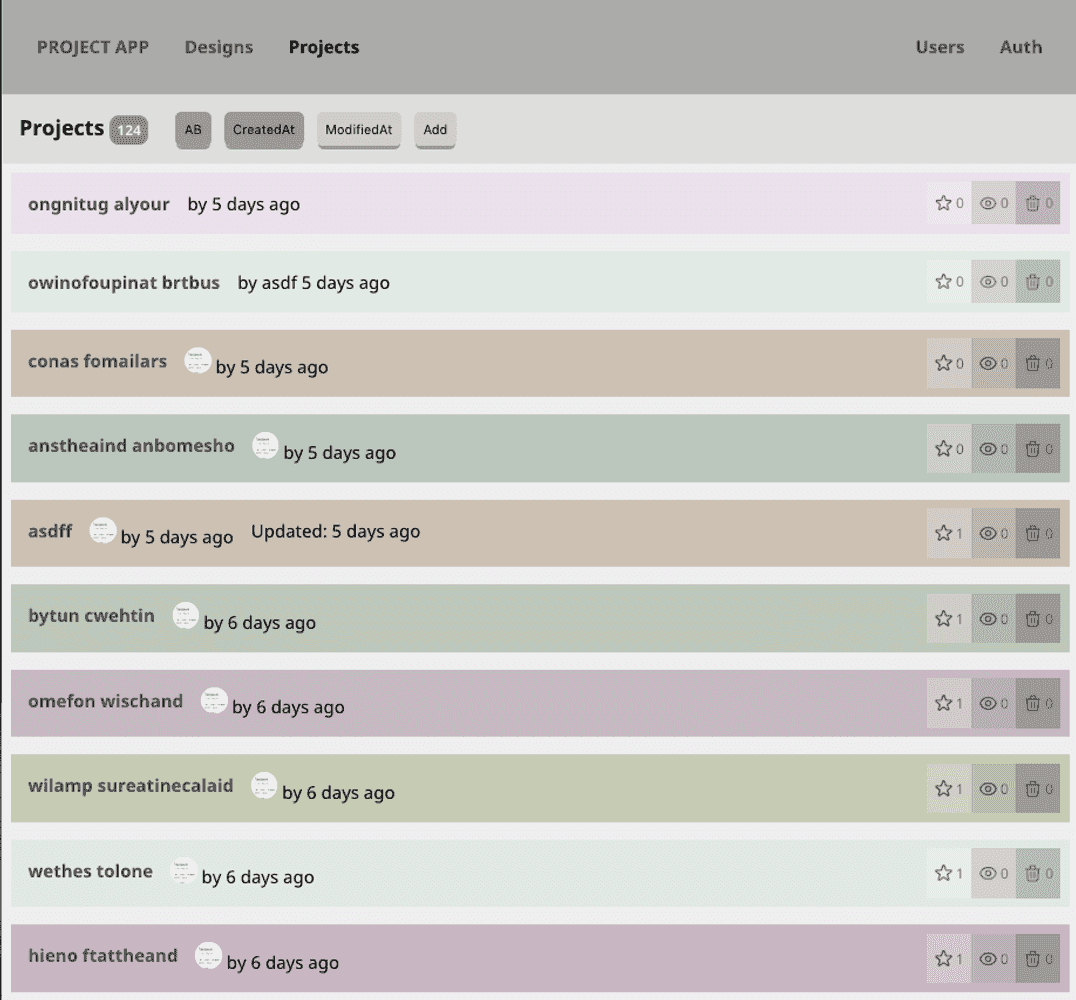 PROJECT APP Designs Projects Users Auth
Projects 124 AB CreatedAt ModifiedAt Add
ongnitug alyour by 5 days ago 0 0 0
owinofoupinat brtbus by asdf 5 days ago 0 0 0
conas fomailars by 5 days ago 0 0 0
anstheaind anbomesho by 5 days ago 0 0 0
asdff by 5 days ago Updated: 5 days ago 1 0 0
bytun cwehtin by 6 days ago 1 0 0
omefon wischand by 6 days ago 1 0 0
wilamp sureatinecalaid by 6 days ago 1 0 0
wethes tolone by 6 days ago 1 0 0
hieno ftattheand by 6 days ago 1 0 0